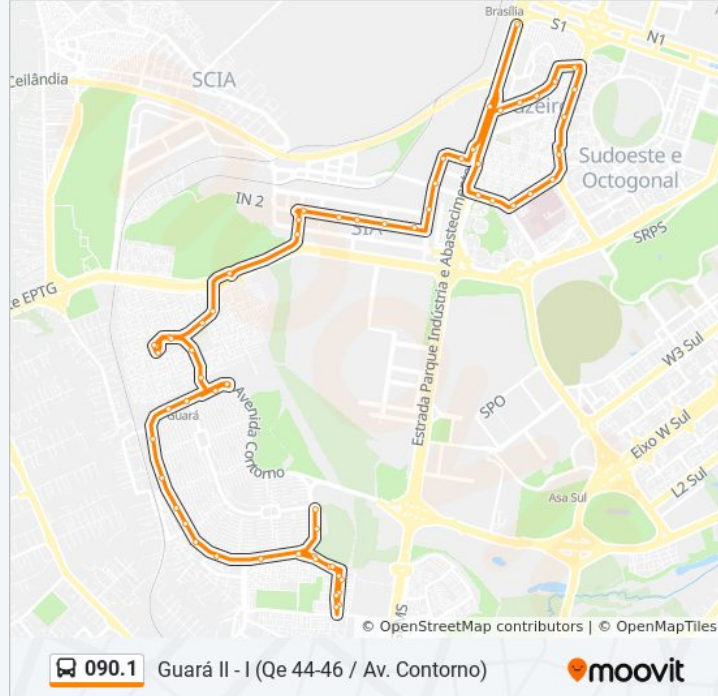 Brasília
S1
N1
Ceilândia
SCIA
uzeiro
Sudoeste e
Octogonal
IN 2
SIA
SRPS
e EPTG
Estrada Parque Indústria e Abastecimento
W3 Sul
SPO
Eixo W Sul
Guará
Avenida Contorno
L2 Sul
Asa Sul
MS
© OpenStreetMap contributors | © OpenMapTiles
090.1 Guará II - I (Qe 44-46 / Av. Contorno)
moovit